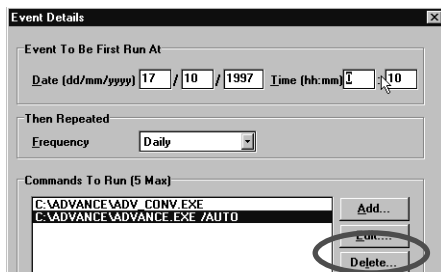 Event Details
Event To Be First Run At
Date (dd/mm/yyyy) 17 / 10 / 1997 Time (hh:mm) : 10
Then Repeated
Frequency Daily
Commands To Run (5 Max)
C:\ADVANCE\ADV_CONV.EXE
C:\ADVANCE\ADVANCE.EXE /AUTO
Add...
Edit....
Delete...